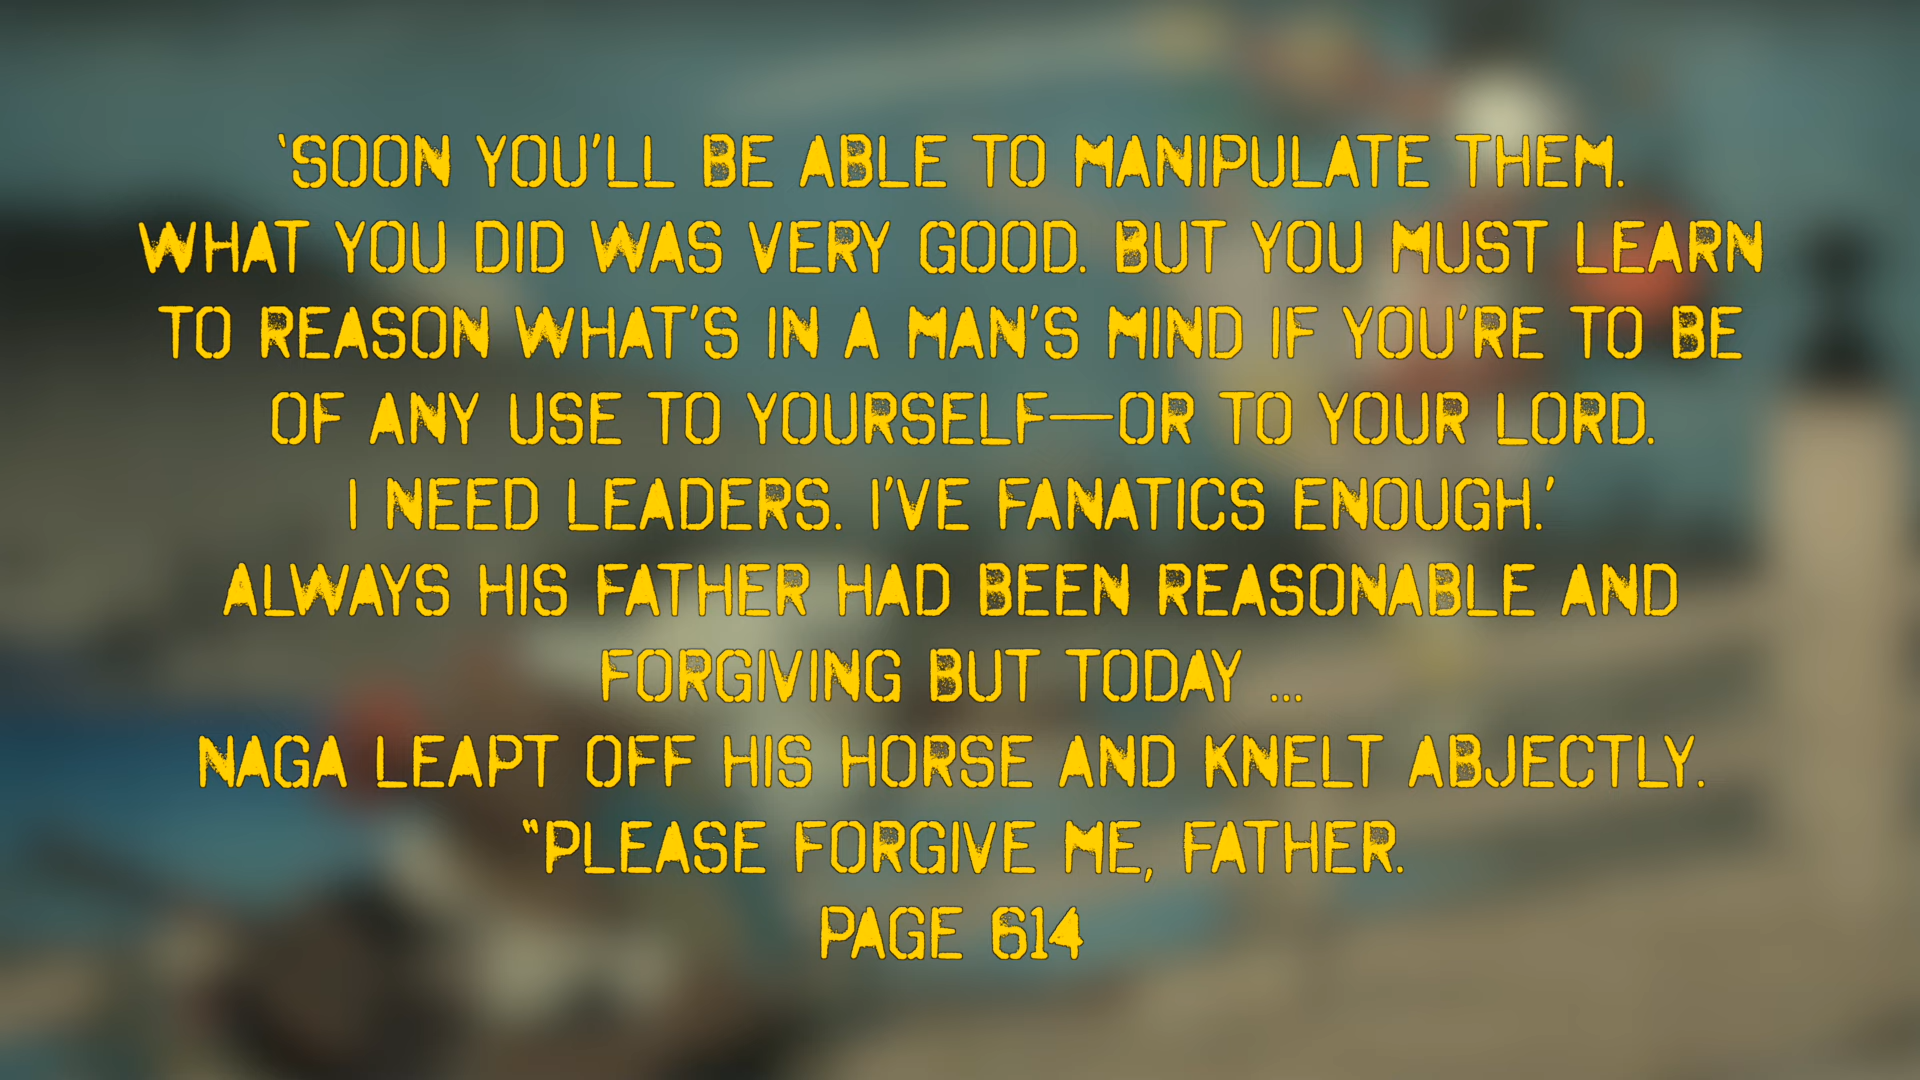 ‘SOON YOU’LL BE ABLE TO MANIPULATE THEM.
WHAT YOU DID WAS VERY GOOD. BUT YOU MUST LEARN
TO REASON WHAT’S IN A MAN’S MIND IF YOU’RE TO BE
OF ANY USE TO YOURSELF—OR TO YOUR LORD.
I NEED LEADERS. I’VE FANATICS ENOUGH.’
ALWAYS HIS FATHER HAD BEEN REASONABLE AND
FORGIVING BUT TODAY ...
NAGA LEAPT OFF HIS HORSE AND KNELT ABJECTLY.
“PLEASE FORGIVE ME, FATHER.
PAGE 614